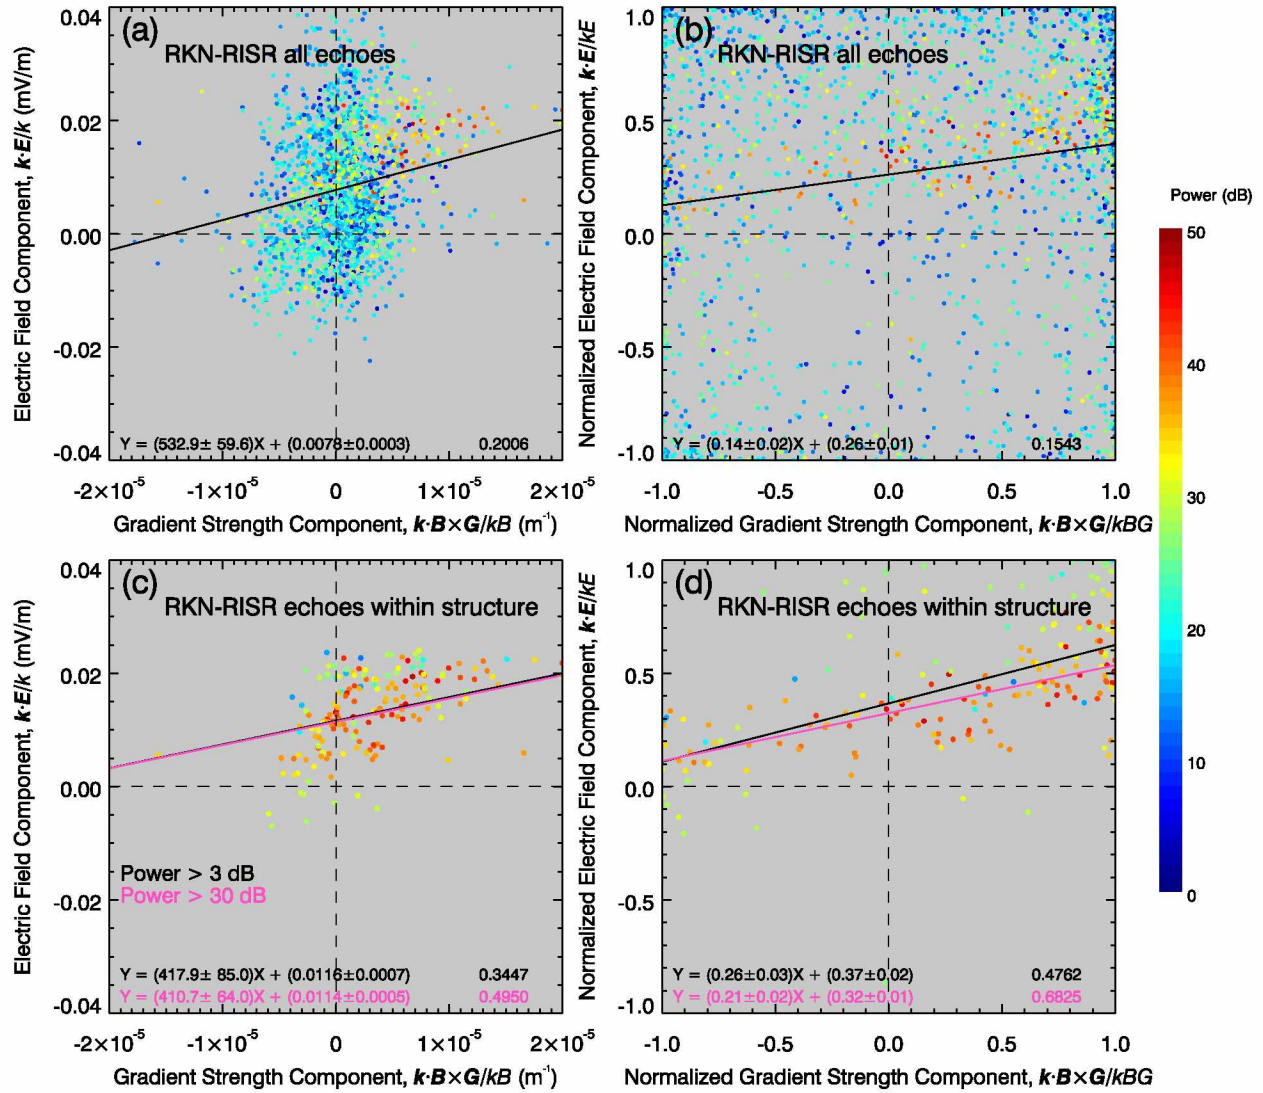 (a)
RKN-RISR all echoes
Electric Field Component, k·E/k (mV/m)
0.04
0.02
0.00
-0.02
-0.04
Y = (532.9± 59.6)X + (0.0078±0.0003) 0.2006
-2×10⁻⁵ -1×10⁻⁵ 0 1×10⁻⁵ 2×10⁻⁵
Gradient Strength Component, k·B×G/kB (m⁻¹)
(b)
RKN-RISR all echoes
Normalized Electric Field Component, k·E/kE
1.0
0.5
0.0
-0.5
-1.0
Y = (0.14±0.02)X + (0.26±0.01) 0.1543
-1.0 -0.5 0.0 0.5 1.0
Normalized Gradient Strength Component, k·B×G/kBG
Power (dB)
50
40
30
20
10
0
(c)
RKN-RISR echoes within structure
Electric Field Component, k·E/k (mV/m)
0.04
0.02
0.00
-0.02
-0.04
Power > 3 dB
Power > 30 dB
Y = (417.9± 85.0)X + (0.0116±0.0007) 0.3447
Y = (410.7± 64.0)X + (0.0114±0.0005) 0.4950
-2×10⁻⁵ -1×10⁻⁵ 0 1×10⁻⁵ 2×10⁻⁵
Gradient Strength Component, k·B×G/kB (m⁻¹)
(d)
RKN-RISR echoes within structure
Normalized Electric Field Component, k·E/kE
1.0
0.5
0.0
-0.5
-1.0
Y = (0.26±0.03)X + (0.37±0.02) 0.4762
Y = (0.21±0.02)X + (0.32±0.01) 0.6825
-1.0 -0.5 0.0 0.5 1.0
Normalized Gradient Strength Component, k·B×G/kBG